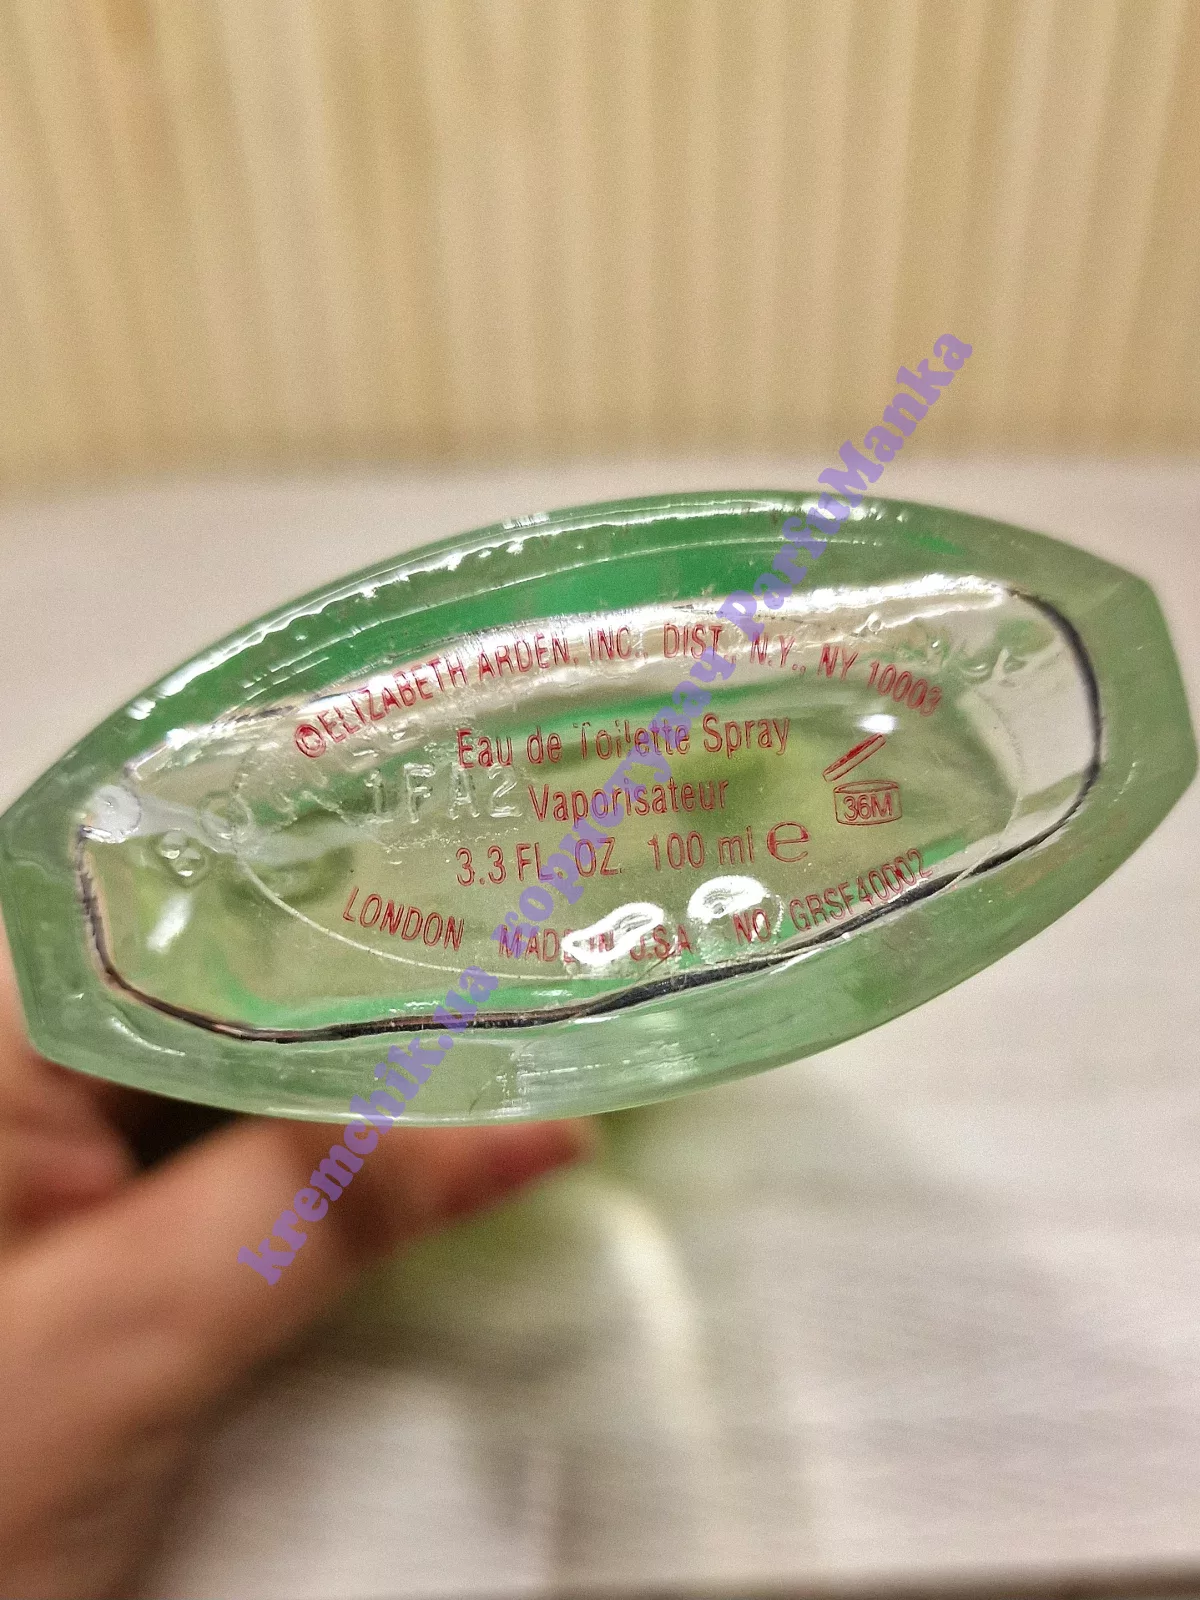 ©ELIZABETH ARDEN, INC., DIST., N.Y., NY 10003
Eau de Toilette Spray
1FA2
Vaporisateur
36M
3.3 FL. OZ. 100 ml e
LONDON MADE IN U.S.A. NO GRSF40002
kremchik.ua користувач ParfuManka